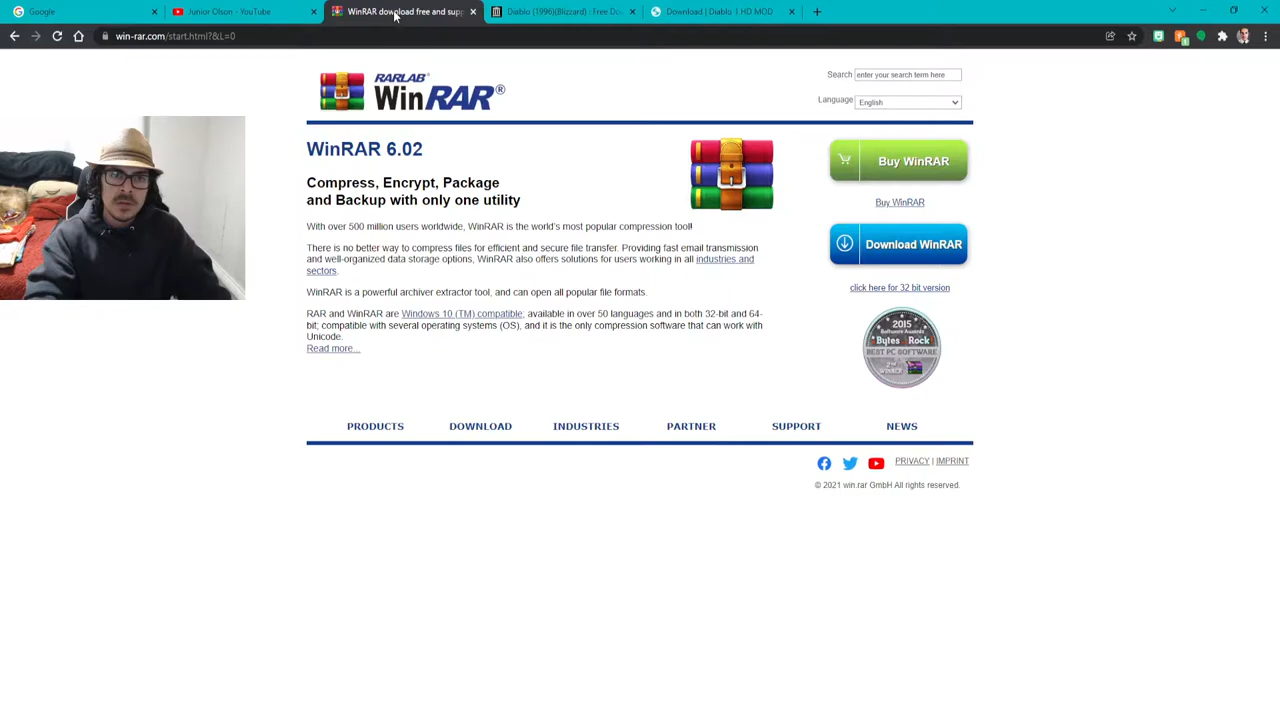 Google
Junior Olson - YouTube
WinRAR download free and supp
Diablo (1996)(Blizzard) : Free Do
Download | Diablo 1 HD MOD
win-rar.com/start.html?&L=0
RARLAB®
WinRAR®
Search enter your search term here
Language English
WinRAR 6.02
Compress, Encrypt, Package
and Backup with only one utility
With over 500 million users worldwide, WinRAR is the world's most popular compression tool!
There is no better way to compress files for efficient and secure file transfer. Providing fast email transmission
and well-organized data storage options, WinRAR also offers solutions for users working in all industries and
sectors.
WinRAR is a powerful archiver extractor tool, and can open all popular file formats.
RAR and WinRAR are Windows 10 (TM) compatible; available in over 50 languages and in both 32-bit and 64-
bit; compatible with several operating systems (OS), and it is the only compression software that can work with
Unicode.
Read more...
Buy WinRAR
Buy WinRAR
Download WinRAR
click here for 32 bit version
2015
Software Awards
Bytes Rock
BEST PC SOFTWARE
WINRAR
PRODUCTS
DOWNLOAD
INDUSTRIES
PARTNER
SUPPORT
NEWS
PRIVACY | IMPRINT
© 2021 win.rar GmbH All rights reserved.